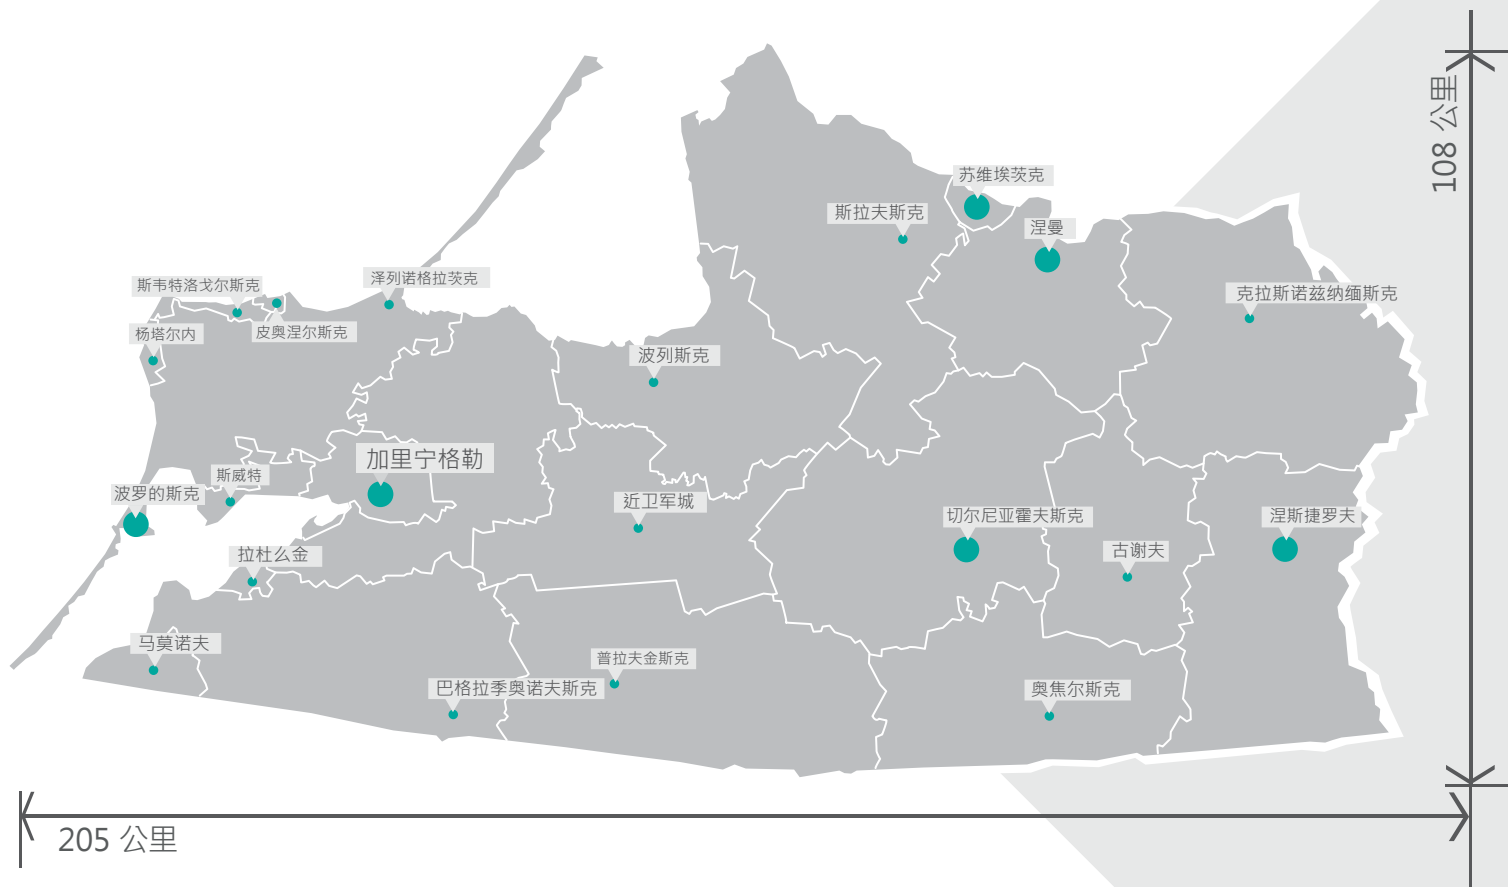 108 公里
苏维埃茨克
斯拉夫斯克
涅曼
泽列诺格拉茨克
斯韦特洛戈尔斯克
克拉斯诺兹纳缅斯克
杨塔尔内
皮奥涅尔斯克
波列斯克
加里宁格勒
斯威特
波罗的斯克
近卫军城
切尔尼亚霍夫斯克
涅斯捷罗夫
拉杜么金
古谢夫
马莫诺夫
普拉夫金斯克
巴格拉季奥诺夫斯克
奥焦尔斯克
205 公里